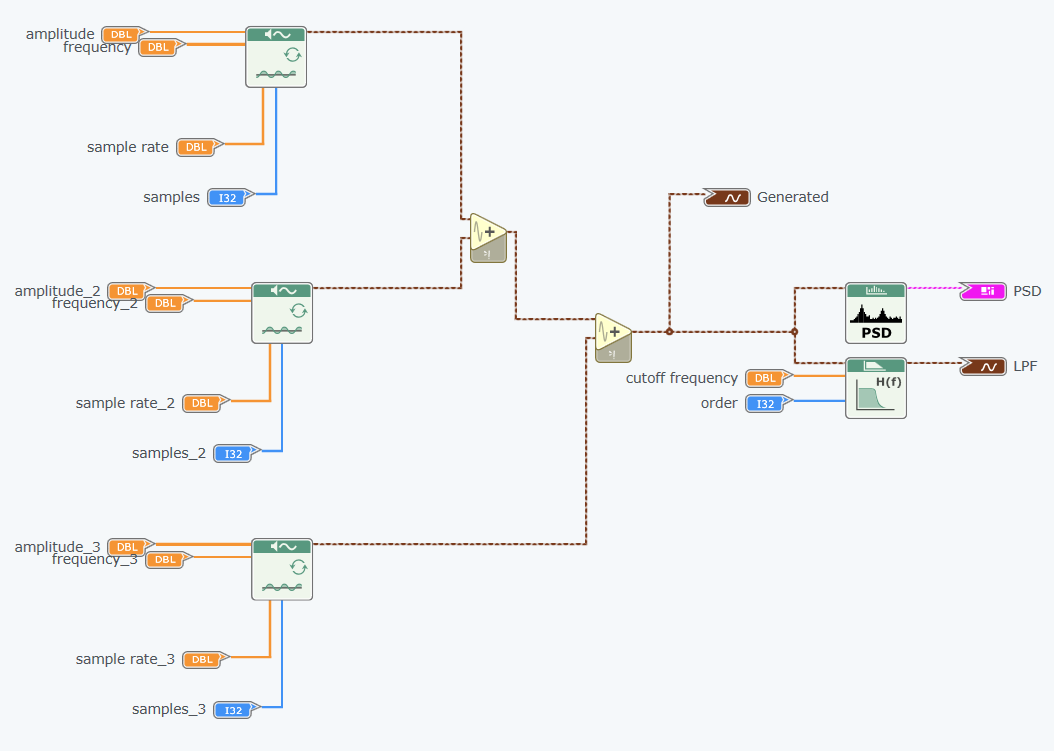 amplitude DBL
frequency DBL
sample rate DBL
samples I32
Generated
amplitude_2 DBL
frequency_2 DBL
PSD
PSD
LPF
cutoff frequency DBL
H(f)
order I32
sample rate_2 DBL
samples_2 I32
amplitude_3 DBL
frequency_3 DBL
sample rate_3 DBL
samples_3 I32